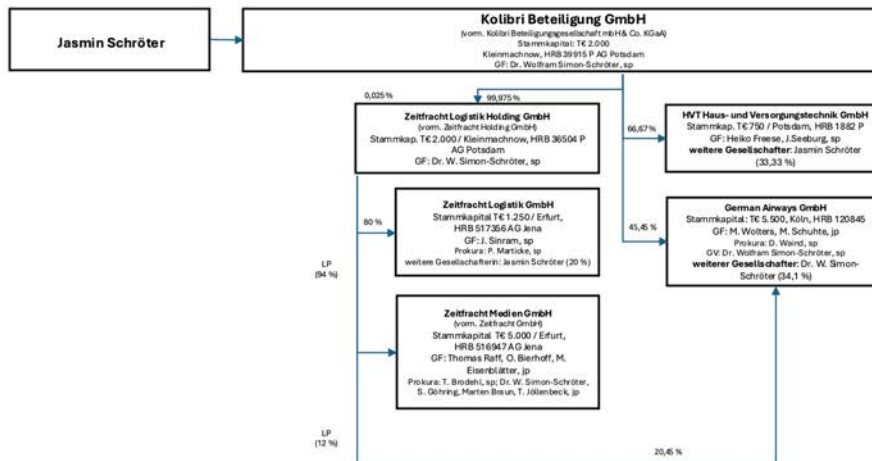 Jasmin Schröter
Kolibri Beteiligung GmbH
(vorm. Kolibri Beteiligungsgesellschaft mbH & Co. KGaA)
Stammkapital: T€ 2.000
Kleinmachnow, HRB 39915 P AG Potsdam
GF: Dr. Wolfram Simon-Schröter, sp
0,025 %
99,975 %
Zeitfracht Logistik Holding GmbH
(vorm. Zeitfracht Holding GmbH)
Stammkap. T€ 2.000 / Kleinmachnow, HRB 36504 P
AG Potsdam
GF: Dr. W. Simon-Schröter, sp
66,67 %
HVT Haus- und Versorgungstechnik GmbH
Stammkap. T€ 750 / Potsdam, HRB 1882 P
GF: Heiko Freese, J.Seeburg, sp
weitere Gesellschafter: Jasmin Schröter
(33,33 %)
80 %
Zeitfracht Logistik GmbH
Stammkapital T€ 1.250 / Erfurt,
HRB 517356 AG Jena
GF: J. Sinram, sp
Prokura: P. Marticke, sp
weitere Gesellschafterin: Jasmin Schröter (20 %)
45,45 %
German Airways GmbH
Stammkapital: T€ 5.500, Köln, HRB 120845
GF: M. Wolters, M. Schuhte, jp
Prokura: D. Waind, sp
GV: Dr. Wolfram Simon-Schröter, sp
weiterer Gesellschafter: Dr. W. Simon-
Schröter (34,1 %)
LP
(94 %)
Zeitfracht Medien GmbH
(vorm. Zeitfracht GmbH)
Stammkapital T€ 5.000 / Erfurt,
HRB 516947 AG Jena
GF: Thomas Raff, O. Bierhoff, M.
Eisenblätter, jp
Prokura: T. Brodehl, sp; Dr. W. Simon-Schröter,
S. Göhring, Marten Braun, T. Jöllenbeck, jp
LP
(12 %)
20,45 %